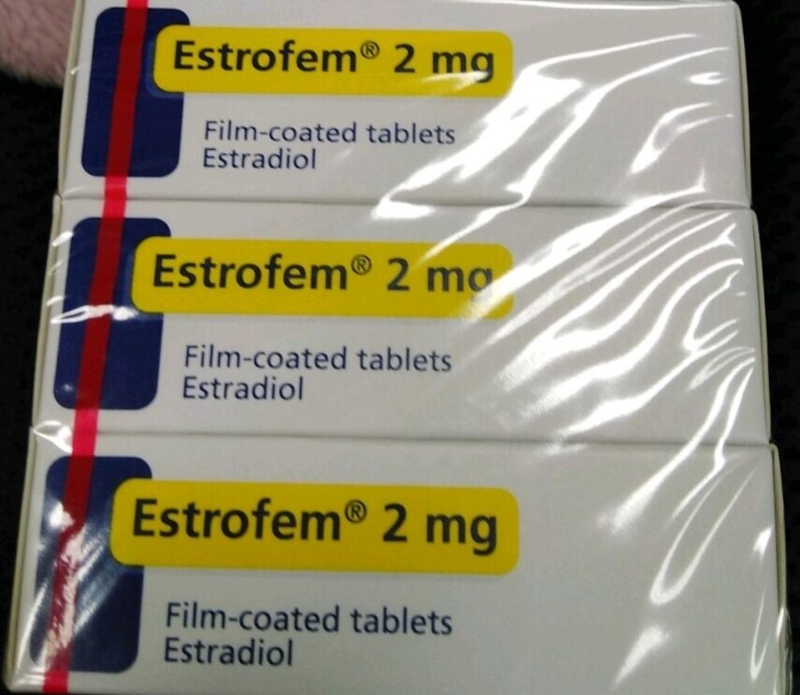 Estrofem® 2 mg
Film-coated tablets
Estradiol
Estrofem® 2 mg
Film-coated tablets
Estradiol
Estrofem® 2 mg
Film-coated tablets
Estradiol